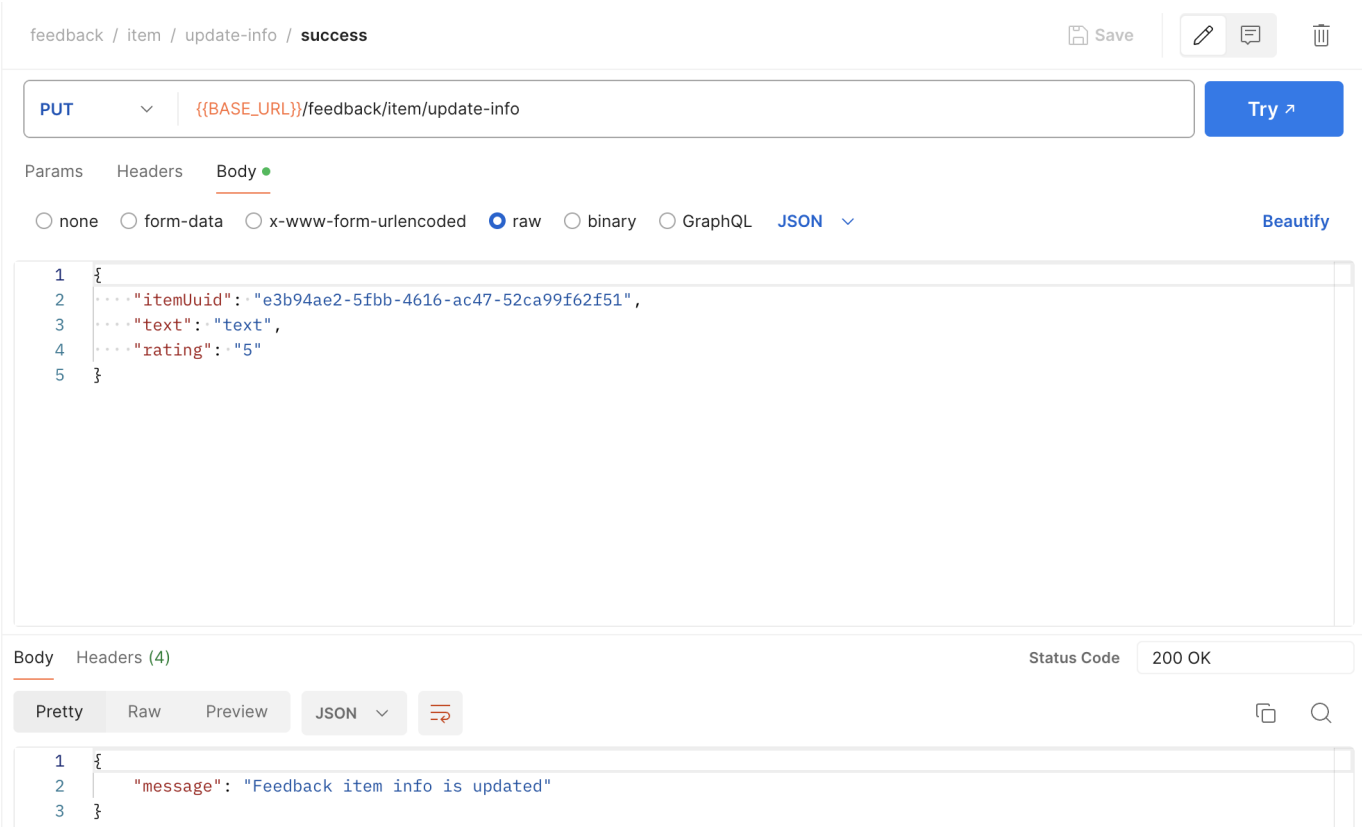 feedback / item / update-info / success
Save
PUT
{{BASE_URL}}/feedback/item/update-info
Try ↗
Params Headers Body
none form-data x-www-form-urlencoded raw binary GraphQL JSON Beautify
1 {
2 "itemUuid": "e3b94ae2-5fbb-4616-ac47-52ca99f62f51",
3 "text": "text",
4 "rating": "5"
5 }
Body Headers (4) Status Code 200 OK
Pretty Raw Preview JSON
1 {
2 "message": "Feedback item info is updated"
3 }